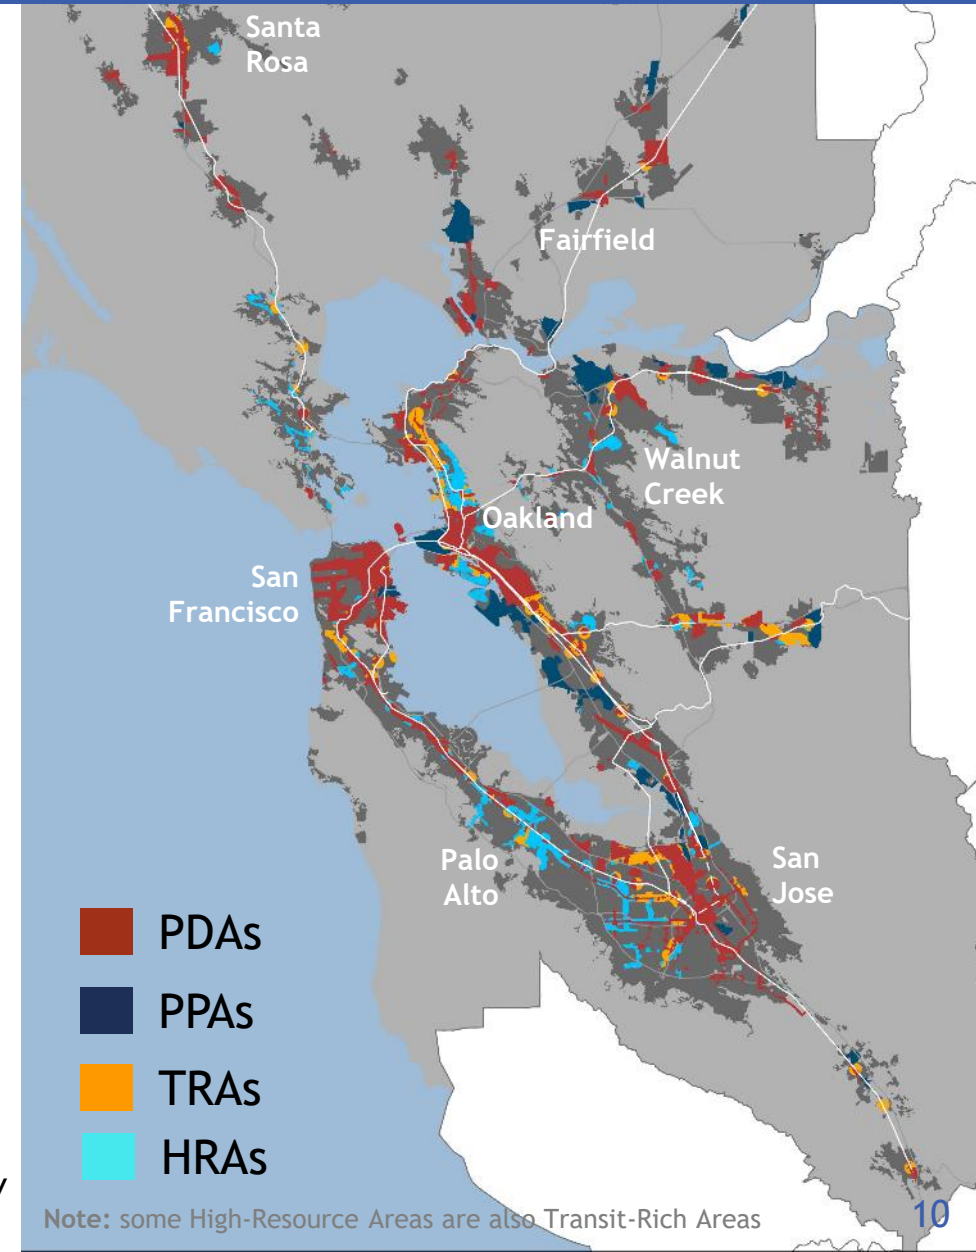 Santa
Rosa
Fairfield
Walnut
Creek
Oakland
San
Francisco
Palo
Alto
San
Jose
PDAs
PPAs
TRAs
HRAs
Note: some High-Resource Areas are also Transit-Rich Areas
10